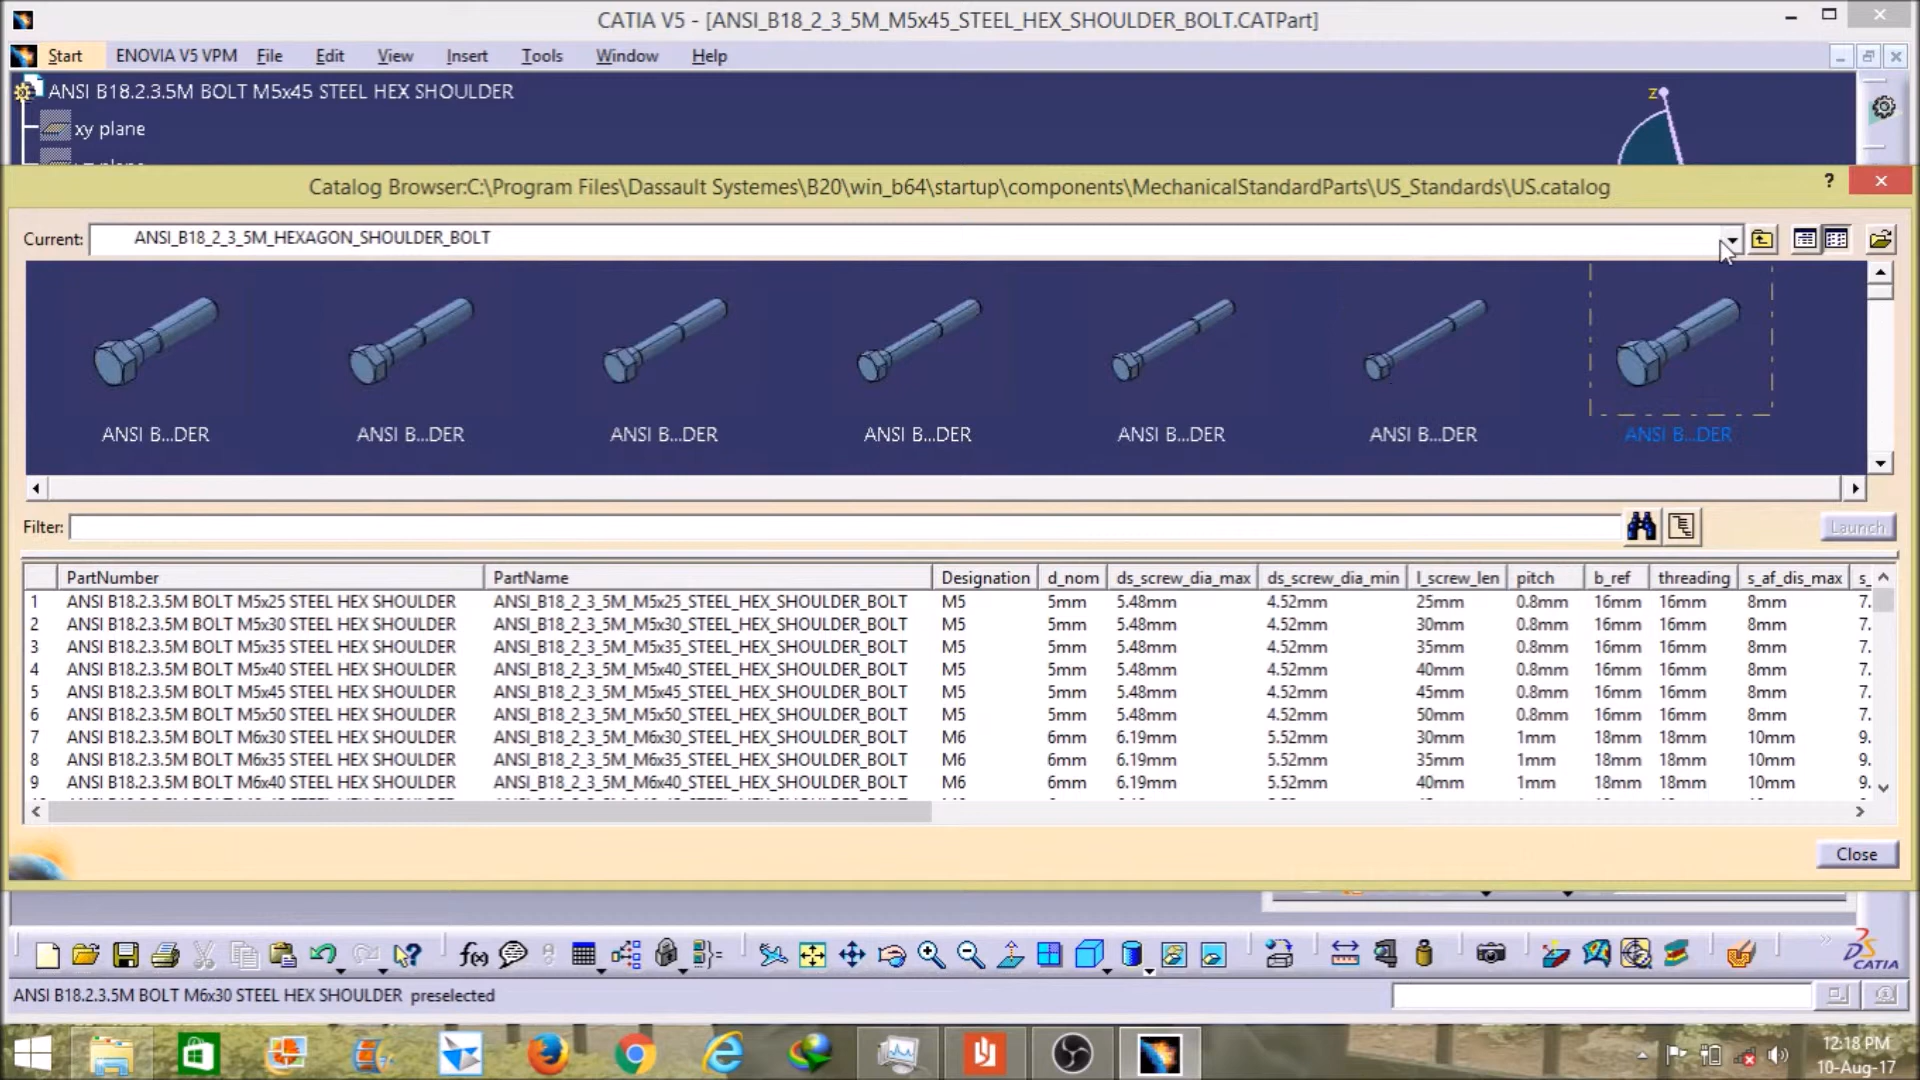 CATIA V5 - [ANSI_B18_2_3_5M_M5x45_STEEL_HEX_SHOULDER_BOLT.CATPart]
Start ENOVIA V5 VPM File Edit View Insert Tools Window Help
ANSI B18.2.3.5M BOLT M5x45 STEEL HEX SHOULDER
xy plane
z
Catalog Browser:C:\Program Files\Dassault Systemes\B20\win_b64\startup\components\MechanicalStandardParts\US_Standards\US.catalog ?
Current: ANSI_B18_2_3_5M_HEXAGON_SHOULDER_BOLT
ANSI B...DER ANSI B...DER ANSI B...DER ANSI B...DER ANSI B...DER ANSI B...DER ANSI B...DER
Filter: Launch
PartNumber PartName Designation d_nom ds_screw_dia_max ds_screw_dia_min l_screw_len pitch b_ref threading s_af_dis_max s_
1 ANSI B18.2.3.5M BOLT M5x25 STEEL HEX SHOULDER ANSI_B18_2_3_5M_M5x25_STEEL_HEX_SHOULDER_BOLT M5 5mm 5.48mm 4.52mm 25mm 0.8mm 16mm 16mm 8mm 7.
2 ANSI B18.2.3.5M BOLT M5x30 STEEL HEX SHOULDER ANSI_B18_2_3_5M_M5x30_STEEL_HEX_SHOULDER_BOLT M5 5mm 5.48mm 4.52mm 30mm 0.8mm 16mm 16mm 8mm 7.
3 ANSI B18.2.3.5M BOLT M5x35 STEEL HEX SHOULDER ANSI_B18_2_3_5M_M5x35_STEEL_HEX_SHOULDER_BOLT M5 5mm 5.48mm 4.52mm 35mm 0.8mm 16mm 16mm 8mm 7.
4 ANSI B18.2.3.5M BOLT M5x40 STEEL HEX SHOULDER ANSI_B18_2_3_5M_M5x40_STEEL_HEX_SHOULDER_BOLT M5 5mm 5.48mm 4.52mm 40mm 0.8mm 16mm 16mm 8mm 7.
5 ANSI B18.2.3.5M BOLT M5x45 STEEL HEX SHOULDER ANSI_B18_2_3_5M_M5x45_STEEL_HEX_SHOULDER_BOLT M5 5mm 5.48mm 4.52mm 45mm 0.8mm 16mm 16mm 8mm 7.
6 ANSI B18.2.3.5M BOLT M5x50 STEEL HEX SHOULDER ANSI_B18_2_3_5M_M5x50_STEEL_HEX_SHOULDER_BOLT M5 5mm 5.48mm 4.52mm 50mm 0.8mm 16mm 16mm 8mm 7.
7 ANSI B18.2.3.5M BOLT M6x30 STEEL HEX SHOULDER ANSI_B18_2_3_5M_M6x30_STEEL_HEX_SHOULDER_BOLT M6 6mm 6.19mm 5.52mm 30mm 1mm 18mm 18mm 10mm 9.
8 ANSI B18.2.3.5M BOLT M6x35 STEEL HEX SHOULDER ANSI_B18_2_3_5M_M6x35_STEEL_HEX_SHOULDER_BOLT M6 6mm 6.19mm 5.52mm 35mm 1mm 18mm 18mm 10mm 9.
9 ANSI B18.2.3.5M BOLT M6x40 STEEL HEX SHOULDER ANSI_B18_2_3_5M_M6x40_STEEL_HEX_SHOULDER_BOLT M6 6mm 6.19mm 5.52mm 40mm 1mm 18mm 18mm 10mm 9.
Close
f(x)
CATIA
ANSI B18.2.3.5M BOLT M6x30 STEEL HEX SHOULDER preselected
12:18 PM
10-Aug-17